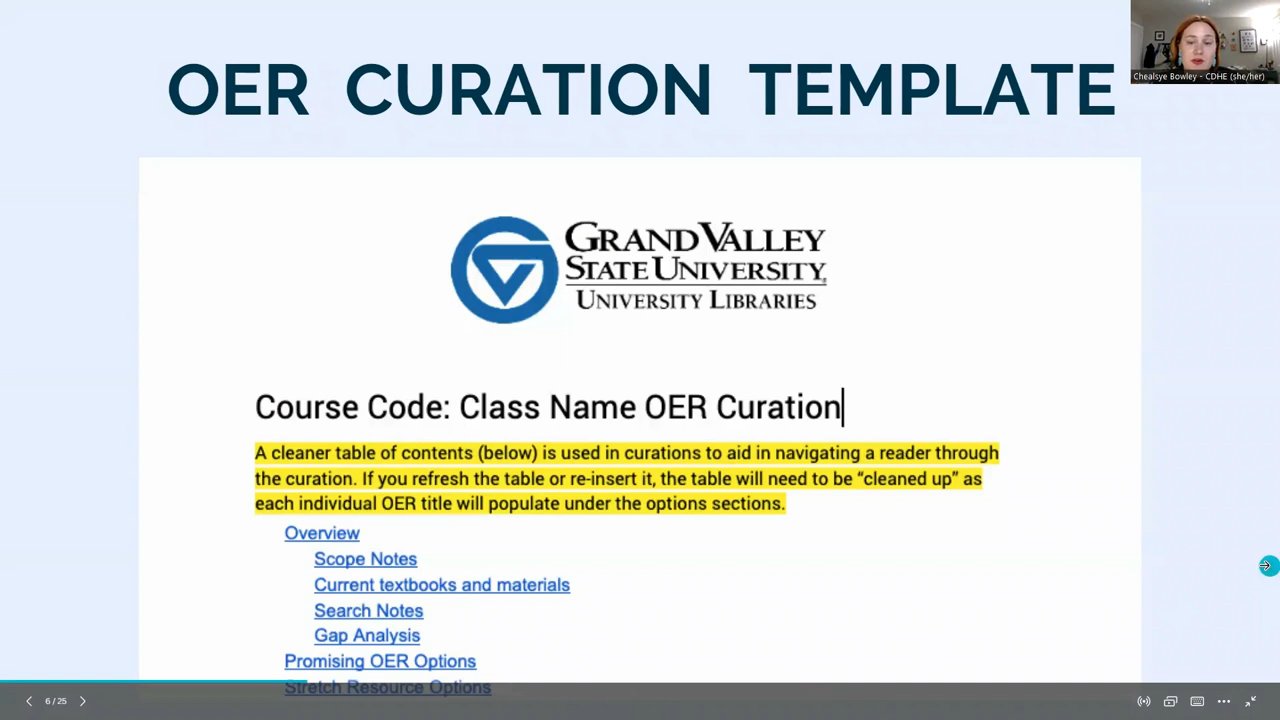 OER CURATION TEMPLATE
Chealsye Bowley - CDHE (she/her)
GRAND VALLEY
STATE UNIVERSITY
UNIVERSITY LIBRARIES
Course Code: Class Name OER Curation
A cleaner table of contents (below) is used in curations to aid in navigating a reader through
the curation. If you refresh the table or re-insert it, the table will need to be “cleaned up” as
each individual OER title will populate under the options sections.
Overview
Scope Notes
Current textbooks and materials
Search Notes
Gap Analysis
Promising OER Options
Stretch Resource Options
6 / 25